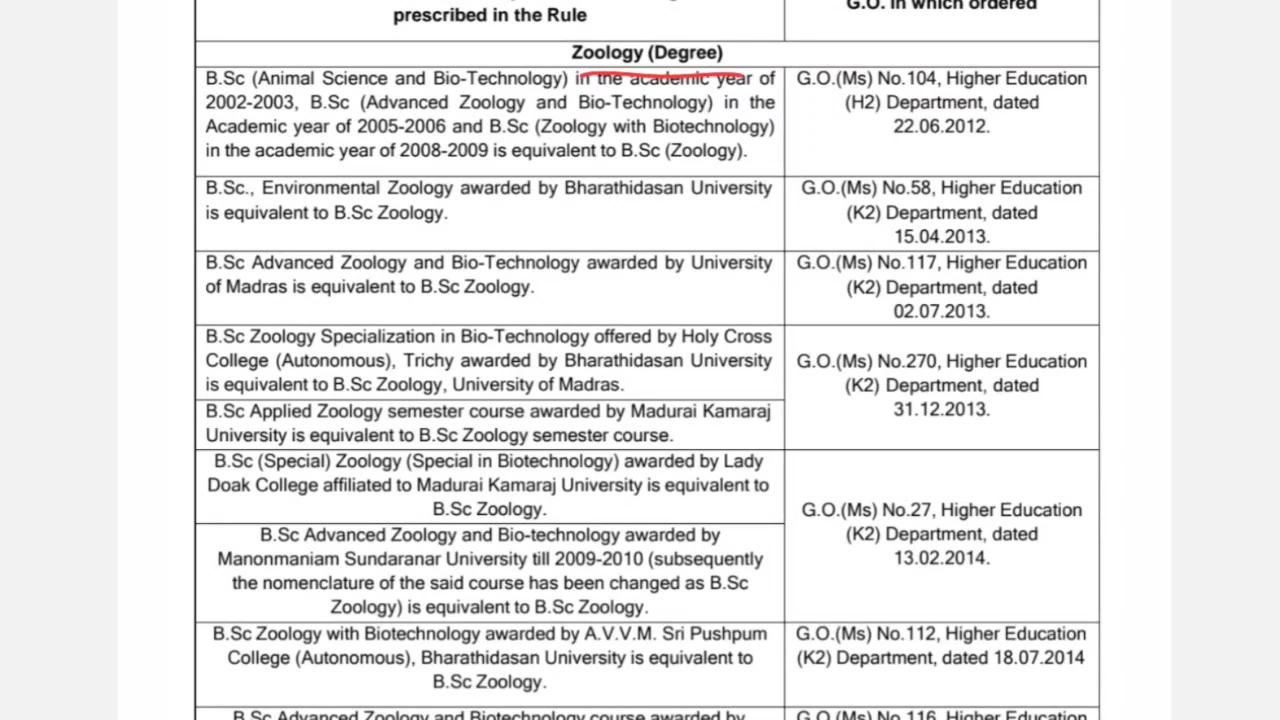 prescribed in the Rule
G.O. in which ordered
Zoology (Degree)
B.Sc (Animal Science and Bio-Technology) in the academic year of
2002-2003, B.Sc (Advanced Zoology and Bio-Technology) in the
Academic year of 2005-2006 and B.Sc (Zoology with Biotechnology)
in the academic year of 2008-2009 is equivalent to B.Sc (Zoology).
G.O.(Ms) No.104, Higher Education
(H2) Department, dated
22.06.2012.
B.Sc., Environmental Zoology awarded by Bharathidasan University
is equivalent to B.Sc Zoology.
G.O.(Ms) No.58, Higher Education
(K2) Department, dated
15.04.2013.
B.Sc Advanced Zoology and Bio-Technology awarded by University
of Madras is equivalent to B.Sc Zoology.
G.O.(Ms) No.117, Higher Education
(K2) Department, dated
02.07.2013.
B.Sc Zoology Specialization in Bio-Technology offered by Holy Cross
College (Autonomous), Trichy awarded by Bharathidasan University
is equivalent to B.Sc Zoology, University of Madras.
B.Sc Applied Zoology semester course awarded by Madurai Kamaraj
University is equivalent to B.Sc Zoology semester course.
G.O.(Ms) No.270, Higher Education
(K2) Department, dated
31.12.2013.
B.Sc (Special) Zoology (Special in Biotechnology) awarded by Lady
Doak College affiliated to Madurai Kamaraj University is equivalent to
B.Sc Zoology.
B.Sc Advanced Zoology and Bio-technology awarded by
Manonmaniam Sundaranar University till 2009-2010 (subsequently
the nomenclature of the said course has been changed as B.Sc
Zoology) is equivalent to B.Sc Zoology.
G.O.(Ms) No.27, Higher Education
(K2) Department, dated
13.02.2014.
B.Sc Zoology with Biotechnology awarded by A.V.V.M. Sri Pushpum
College (Autonomous), Bharathidasan University is equivalent to
B.Sc Zoology.
G.O.(Ms) No.112, Higher Education
(K2) Department, dated 18.07.2014
B.Sc Advanced Zoology and Biotechnology course awarded by
G.O.(Ms) No.116, Higher Education